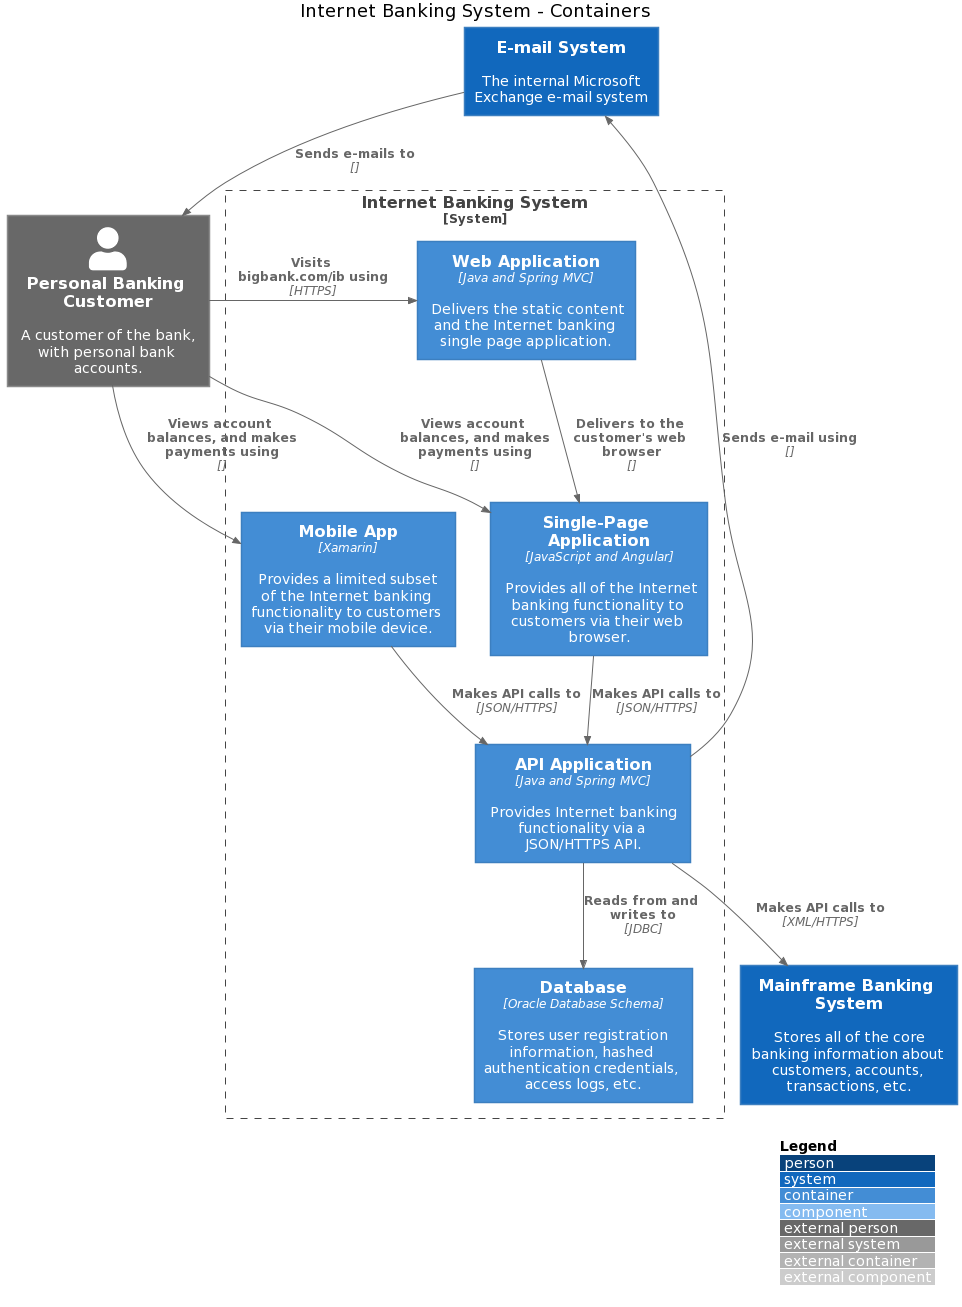 Internet Banking System - Containers
E-mail System
The internal Microsoft
Exchange e-mail system
Sends e-mails to
[]
Internet Banking System
[System]
Personal Banking
Customer
A customer of the bank,
with personal bank
accounts.
Visits
bigbank.com/ib using
[HTTPS]
Web Application
[Java and Spring MVC]
Delivers the static content
and the Internet banking
single page application.
Views account
balances, and makes
payments using
[]
Views account
balances, and makes
payments using
[]
Delivers to the
customer's web
browser
[]
Sends e-mail using
[]
Mobile App
[Xamarin]
Provides a limited subset
of the Internet banking
functionality to customers
via their mobile device.
Single-Page
Application
[JavaScript and Angular]
Provides all of the Internet
banking functionality to
customers via their web
browser.
Makes API calls to
[JSON/HTTPS]
Makes API calls to
[JSON/HTTPS]
API Application
[Java and Spring MVC]
Provides Internet banking
functionality via a
JSON/HTTPS API.
Reads from and
writes to
[JDBC]
Makes API calls to
[XML/HTTPS]
Database
[Oracle Database Schema]
Stores user registration
information, hashed
authentication credentials,
access logs, etc.
Mainframe Banking
System
Stores all of the core
banking information about
customers, accounts,
transactions, etc.
Legend
person
system
container
component
external person
external system
external container
external component